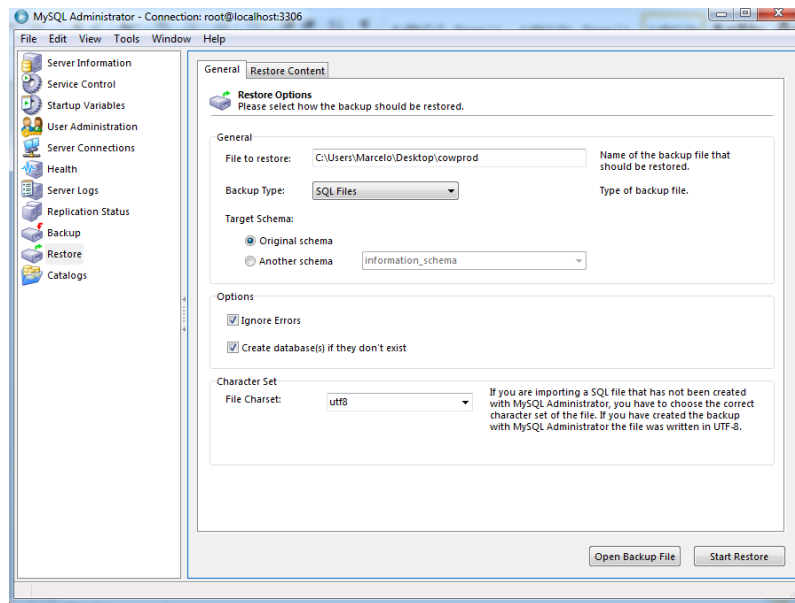 MySQL Administrator - Connection: root@localhost:3306
File Edit View Tools Window Help
Server Information
Service Control
Startup Variables
User Administration
Server Connections
Health
Server Logs
Replication Status
Backup
Restore
Catalogs
General Restore Content
Restore Options
Please select how the backup should be restored.
General
File to restore: C:\Users\Marcelo\Desktop\cowprod Name of the backup file that
should be restored.
Backup Type: SQL Files Type of backup file.
Target Schema:
Original schema
Another schema information_schema
Options
Ignore Errors
Create database(s) if they don't exist
Character Set
File Charset: utf8
If you are importing a SQL file that has not been created
with MySQL Administrator, you have to choose the correct
character set of the file. If you have created the backup
with MySQL Administrator the file was written in UTF-8.
Open Backup File Start Restore